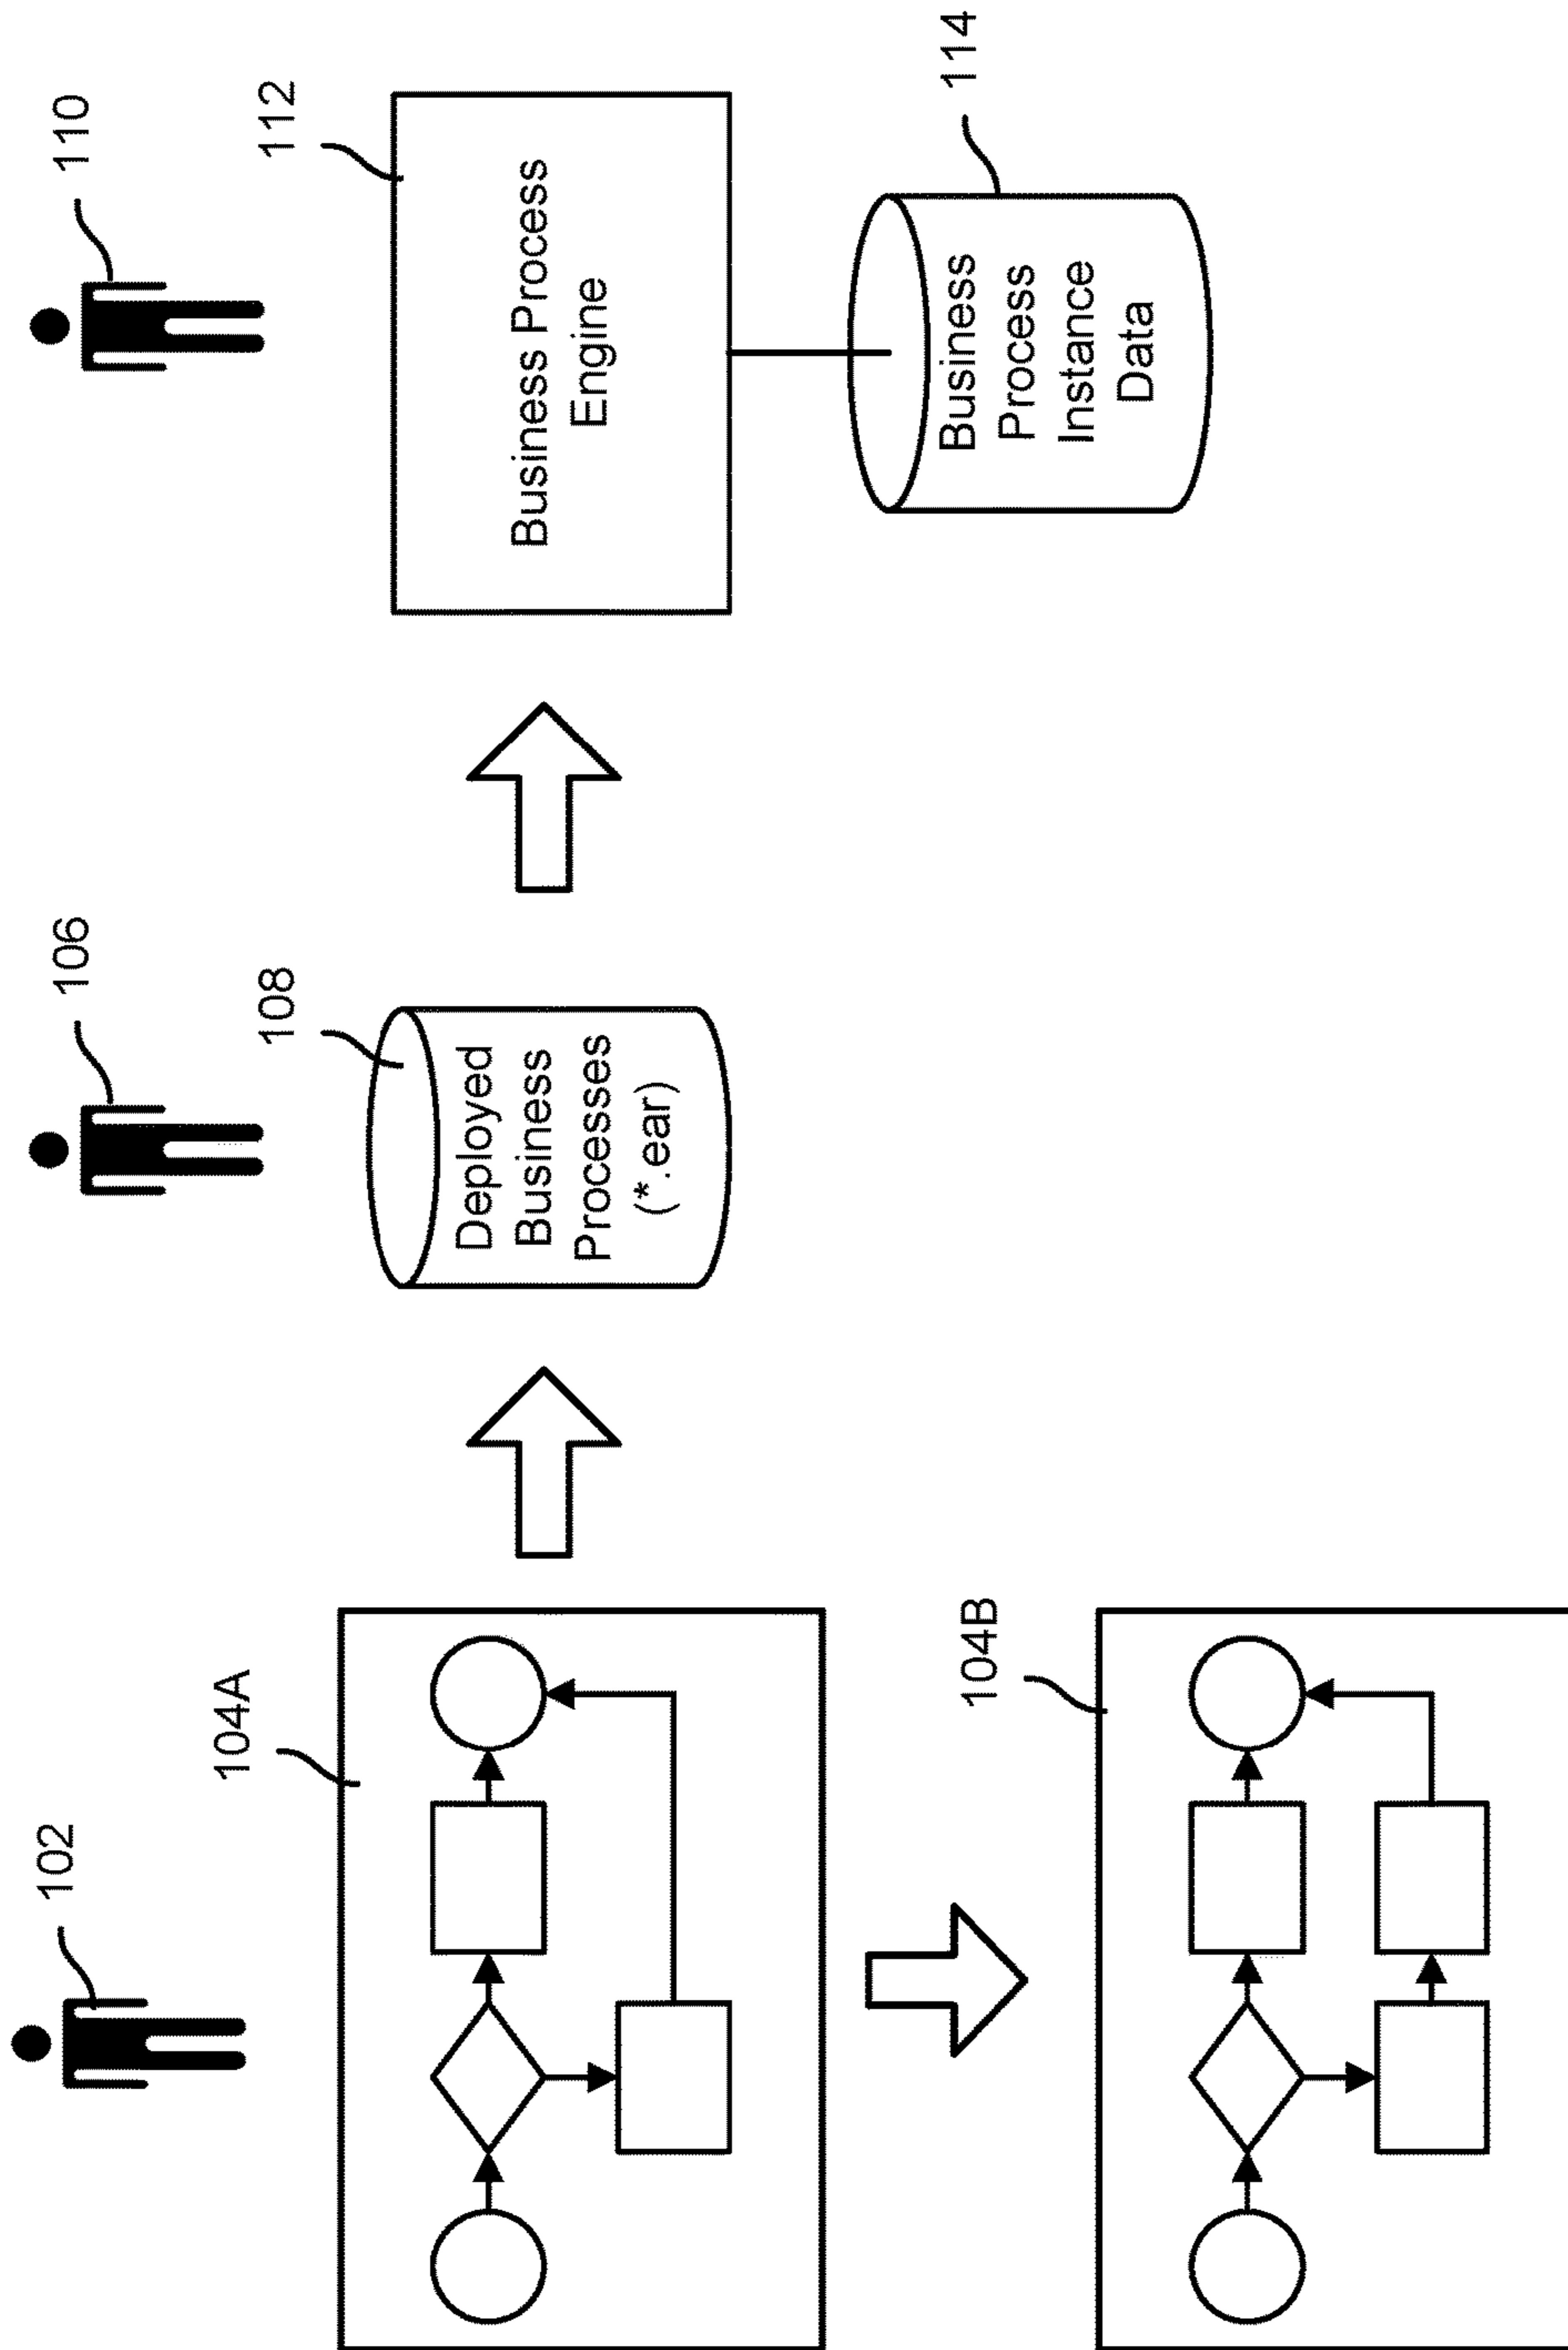 102
106
110
104A
108
112
Deployed
Business
Processes
(*.ear)
Business Process
Engine
104B
114
Business
Process
Instance
Data